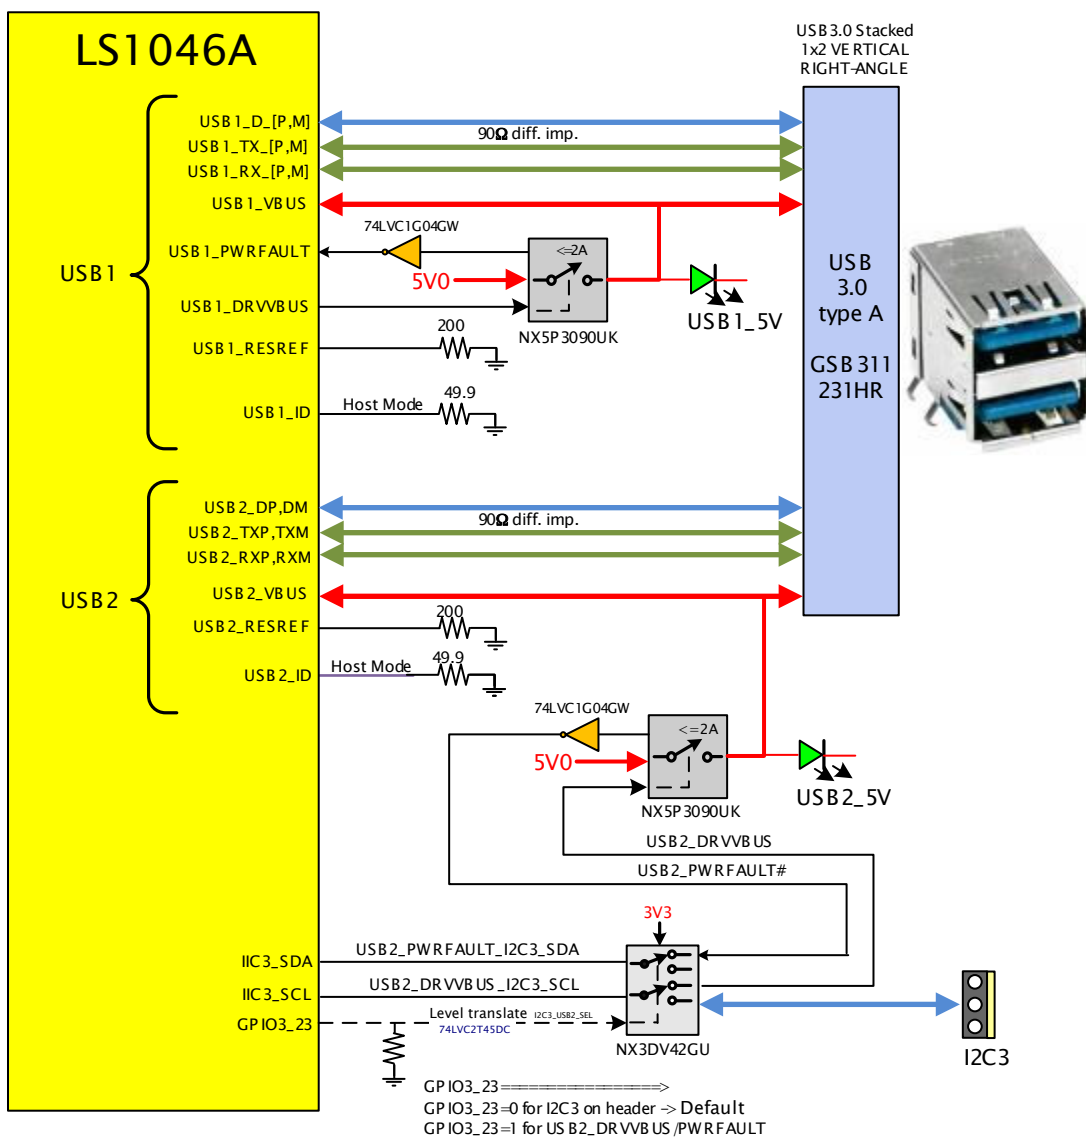 LS1046A
USB3.0 Stacked
1x2 VERTICAL
RIGHT-ANGLE
USB1
USB1_D_[P,M]
90Ω diff. imp.
USB1_TX_[P,M]
USB1_RX_[P,M]
USB1_VBUS
74LVC1G04GW
USB1_PWRFAULT
<=2A
5V0
USB1_DRVVBUS
NX5P3090UK
USB1_5V
USB1_RESREF
200
USB1_ID
Host Mode
49.9
USB
3.0
type A
GSB311
231HR
USB2
USB2_DP,DM
90Ω diff. imp.
USB2_TXP,TXM
USB2_RXP,RXM
USB2_VBUS
USB2_RESREF
200
USB2_ID
Host Mode
49.9
74LVC1G04GW
<=2A
5V0
NX5P3090UK
USB2_5V
USB2_DRVVBUS
USB2_PWRFAULT#
3V3
IIC3_SDA
USB2_PWRFAULT_I2C3_SDA
IIC3_SCL
USB2_DRVVBUS_I2C3_SCL
GPIO3_23
Level translate I2C3_USB2_SEL
74LVC2T45DC
NX3DV42GU
I2C3
GPIO3_23================>
GPIO3_23=0 for I2C3 on header -> Default
GPIO3_23=1 for USB2_DRVVBUS/PWRFAULT